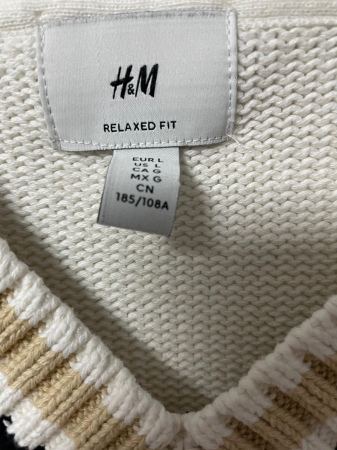 H&M
RELAXED FIT
EUR L
US L
CA G
MX G
CN
185/108A